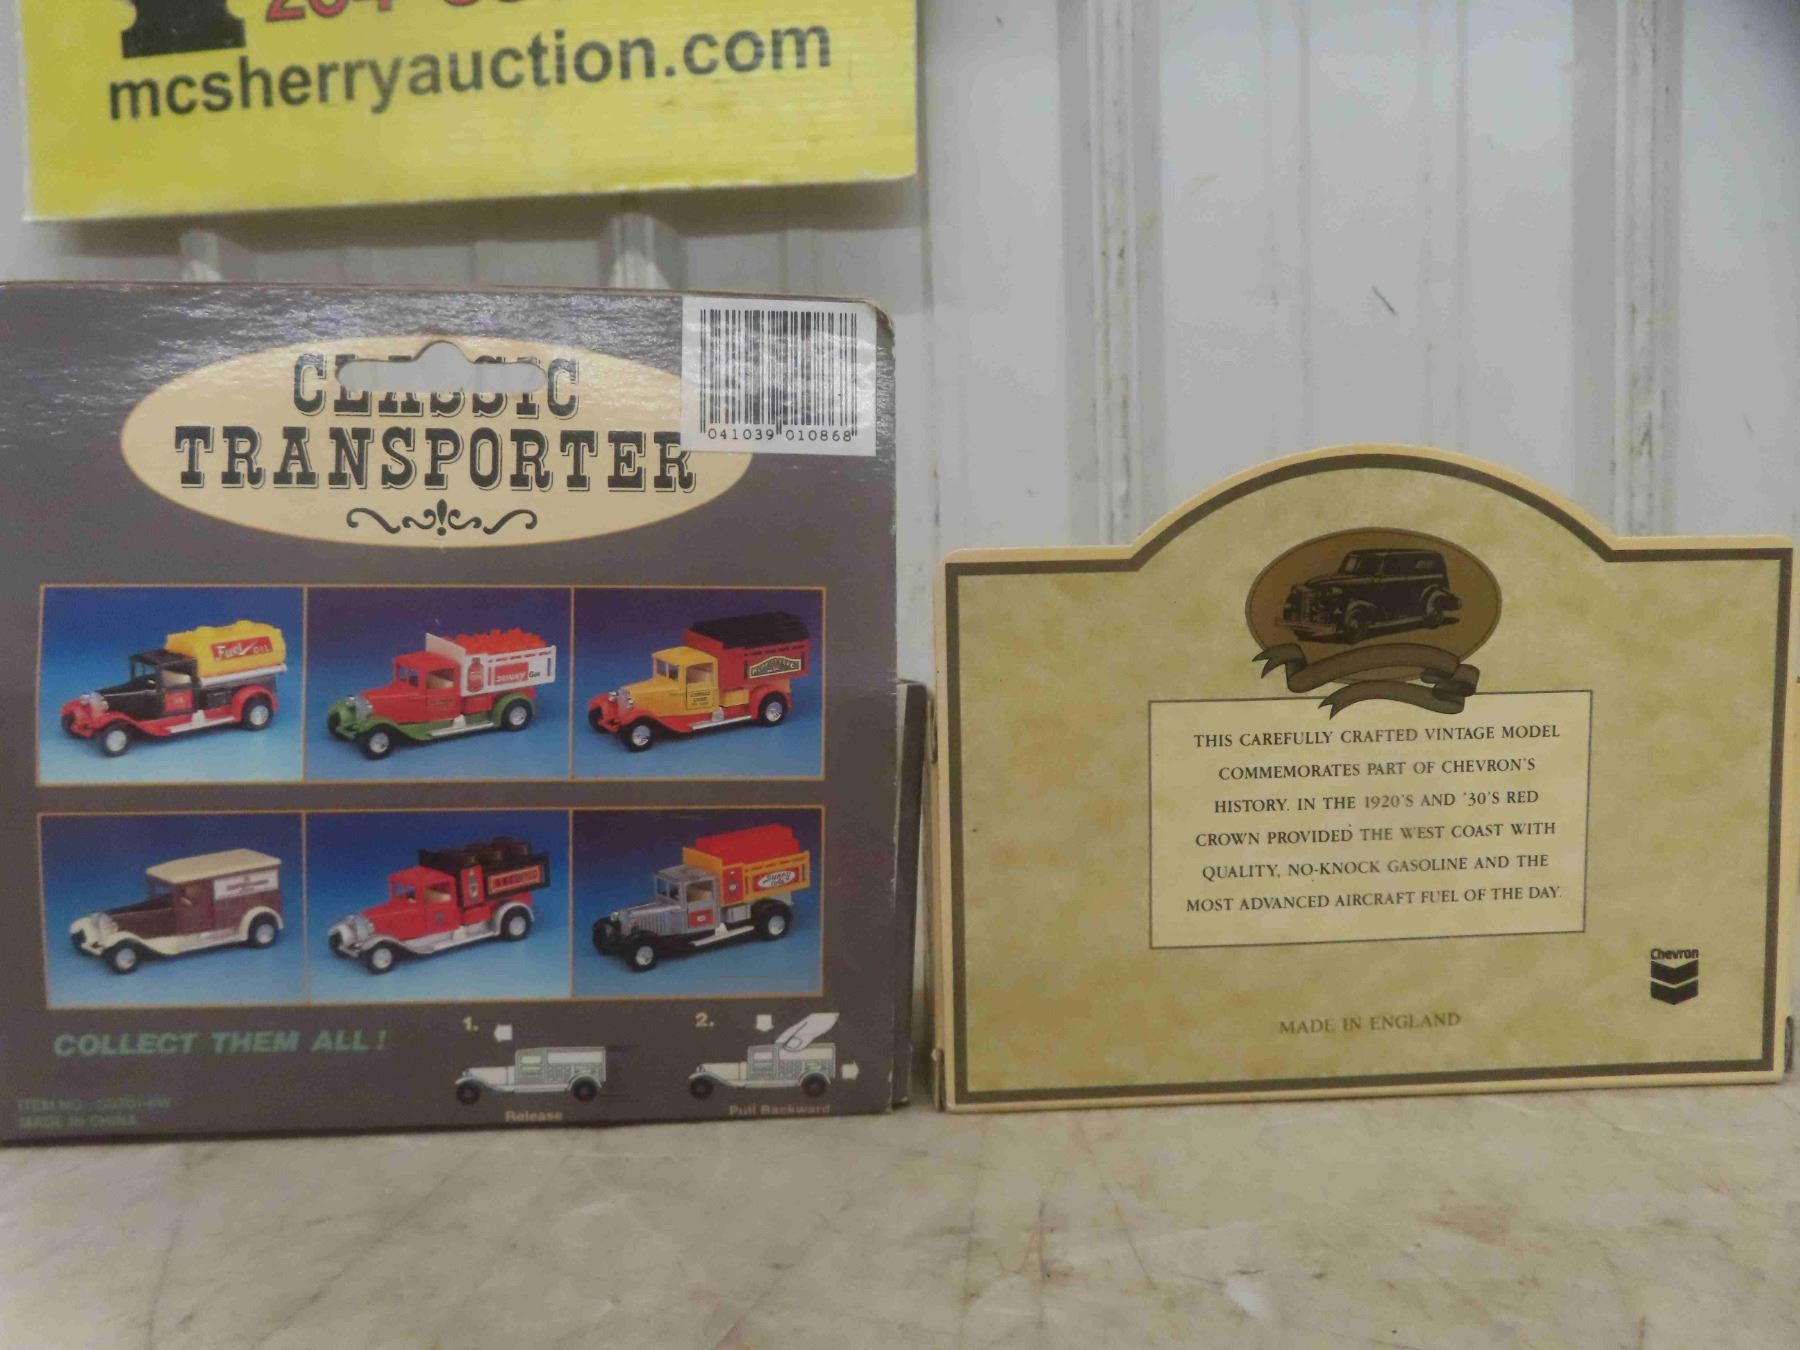 mcsherryauction.com
CLASSIC
TRANSPORTER
041039 010868
Fuel OIL
COLLECT THEM ALL!
1.
Release
2.
Pull Backward
MADE IN CHINA
THIS CAREFULLY CRAFTED VINTAGE MODEL
COMMEMORATES PART OF CHEVRON'S
HISTORY. IN THE 1920'S AND '30'S RED
CROWN PROVIDED THE WEST COAST WITH
QUALITY, NO-KNOCK GASOLINE AND THE
MOST ADVANCED AIRCRAFT FUEL OF THE DAY.
Chevron
MADE IN ENGLAND